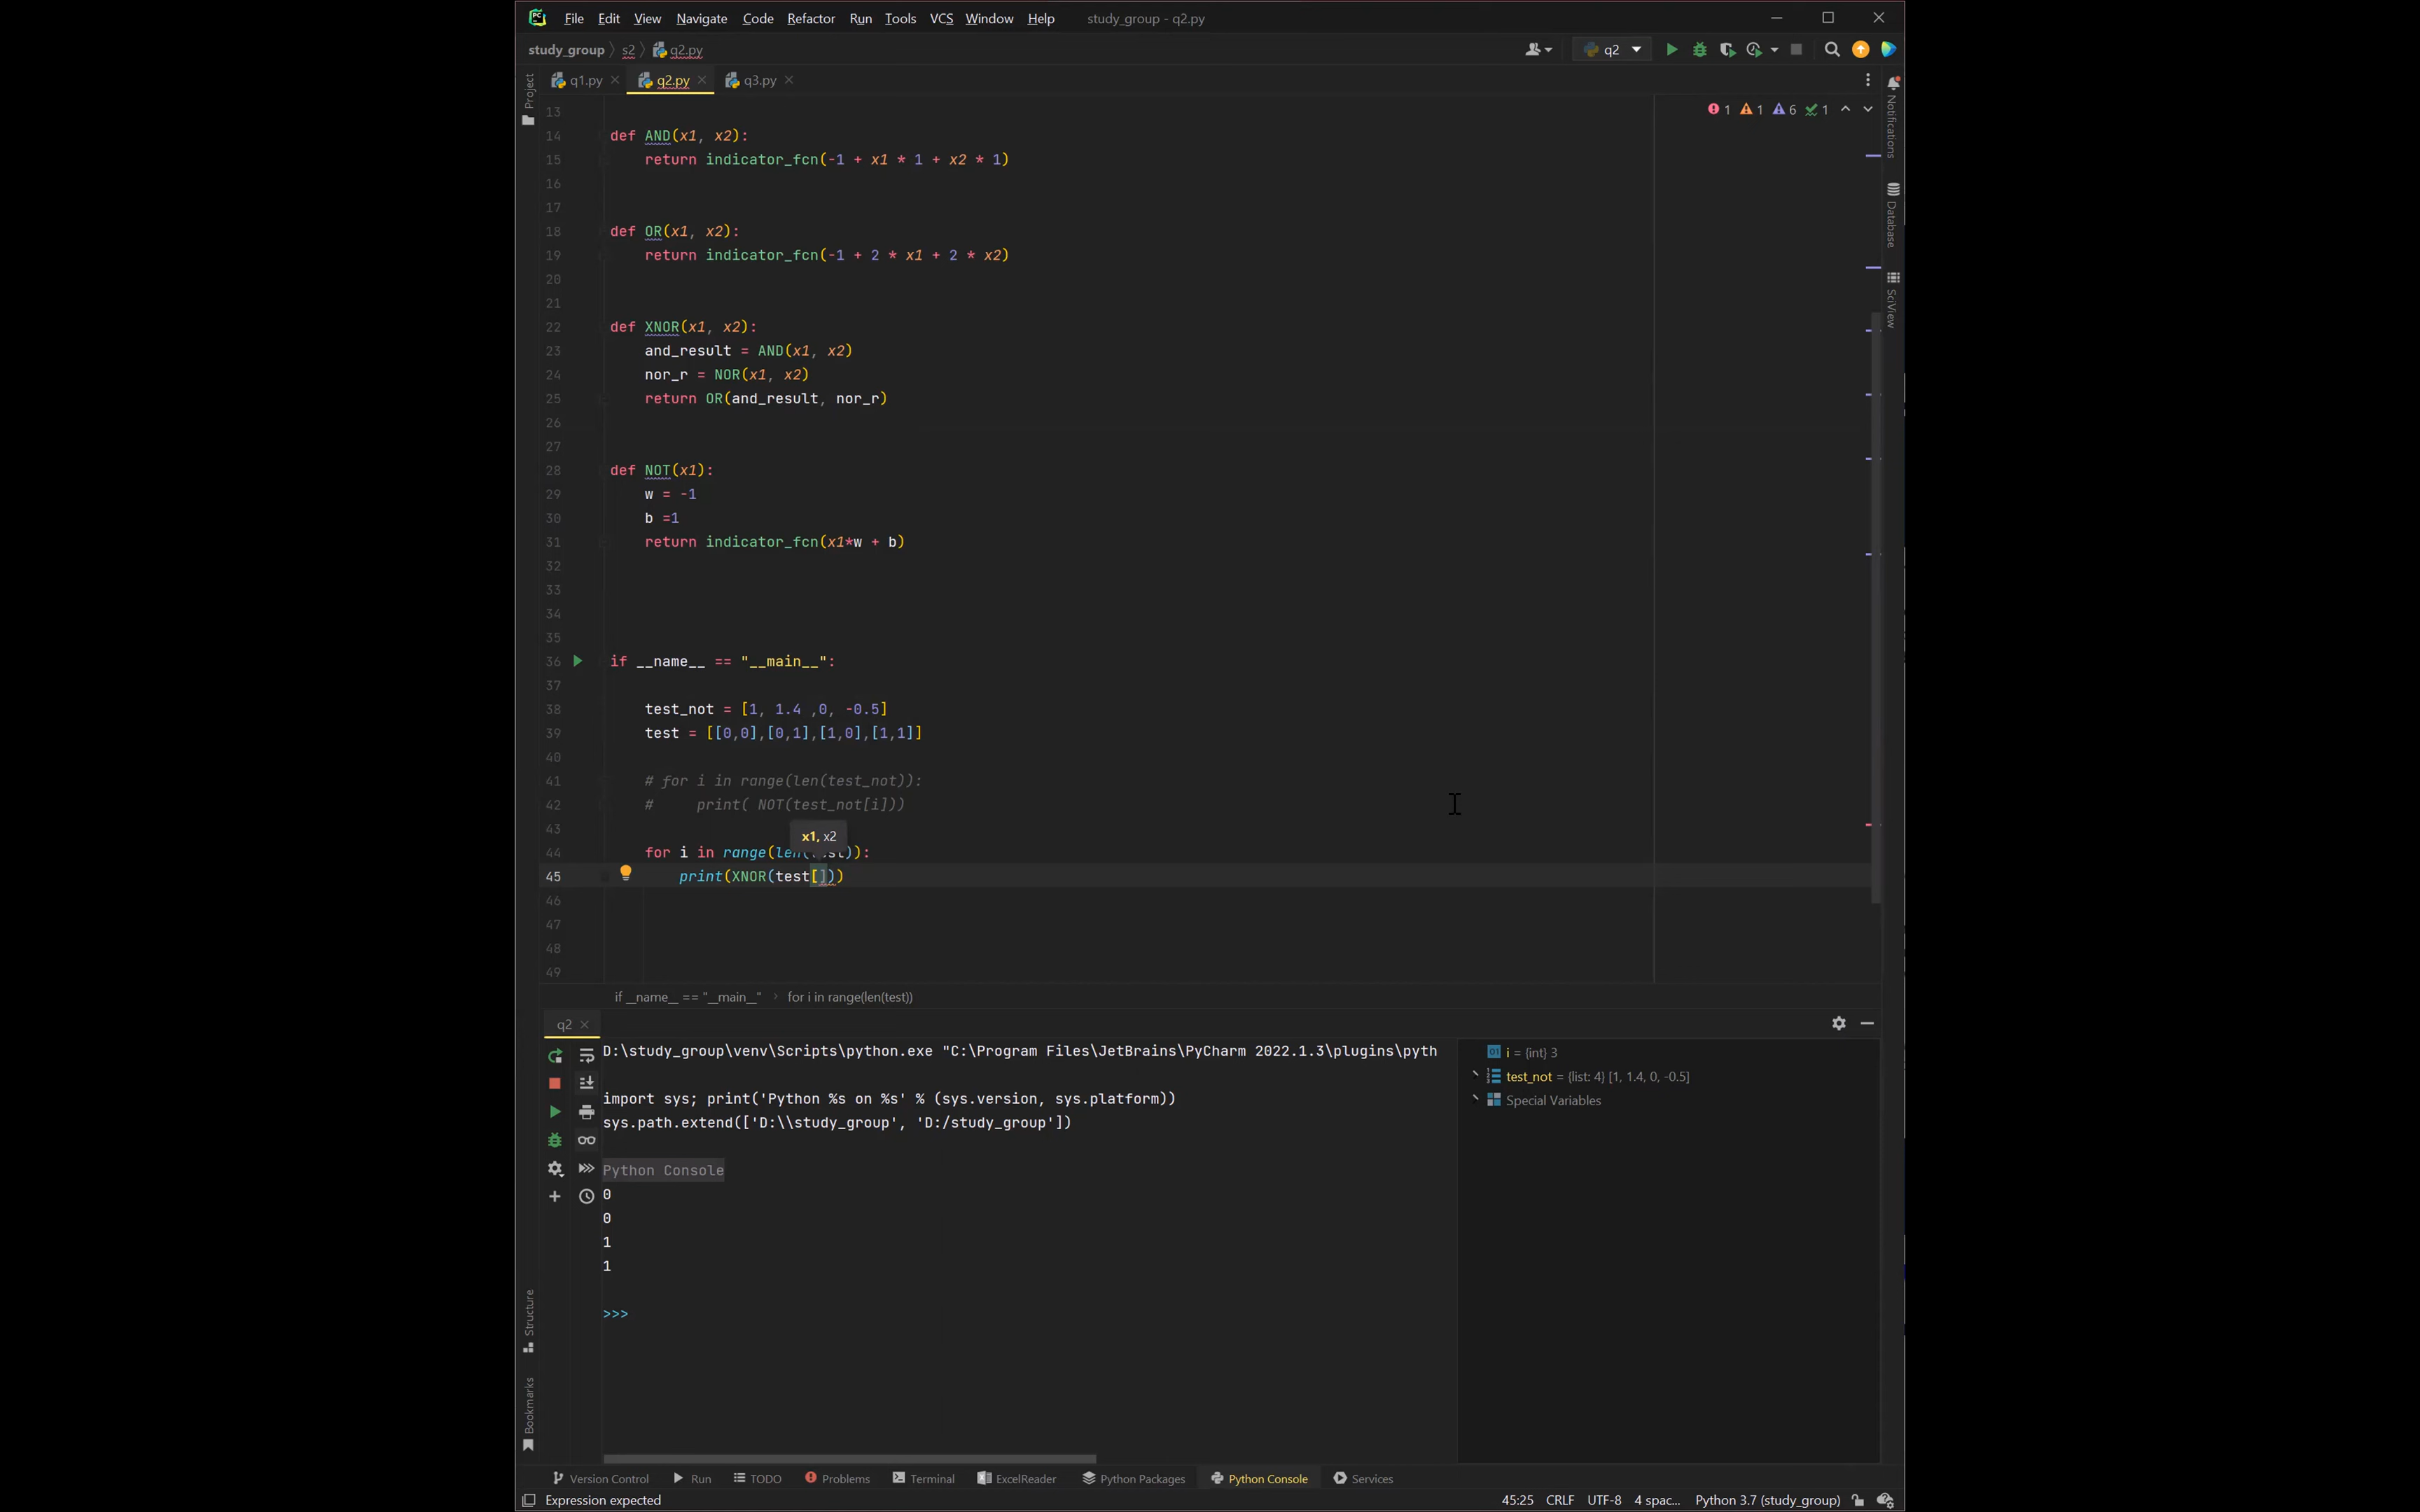 File Edit View Navigate Code Refactor Run Tools VCS Window Help study_group - q2.py
study_group s2 q2.py q2
q1.py q2.py q3.py
Project
Notifications
Database
SciView
1 1 6 1
13
14 def AND(x1, x2):
15 return indicator_fcn(-1 + x1 * 1 + x2 * 1)
16
17
18 def OR(x1, x2):
19 return indicator_fcn(-1 + 2 * x1 + 2 * x2)
20
21
22 def XNOR(x1, x2):
23 and_result = AND(x1, x2)
24 nor_r = NOR(x1, x2)
25 return OR(and_result, nor_r)
26
27
28 def NOT(x1):
29 w = -1
30 b =1
31 return indicator_fcn(x1*w + b)
32
33
34
35
36 if __name__ == "__main__":
37
38 test_not = [1, 1.4 ,0, -0.5]
39 test = [[0,0],[0,1],[1,0],[1,1]]
40
41 # for i in range(len(test_not)):
42 # print( NOT(test_not[i]))
43
x1, x2
44 for i in range(len(test)):
45 print(XNOR(test[]))
46
47
48
49
if __name__ == "__main__" › for i in range(len(test))
q2
D:\study_group\venv\Scripts\python.exe "C:\Program Files\JetBrains\PyCharm 2022.1.3\plugins\pyth
import sys; print('Python %s on %s' % (sys.version, sys.platform))
sys.path.extend(['D:\\study_group', 'D:/study_group'])
Python Console
0
0
1
1
>>>
i = {int} 3
test_not = {list: 4} [1, 1.4, 0, -0.5]
Special Variables
Structure
Bookmarks
Version Control Run TODO Problems Terminal ExcelReader Python Packages Python Console Services
Expression expected 45:25 CRLF UTF-8 4 spac... Python 3.7 (study_group)